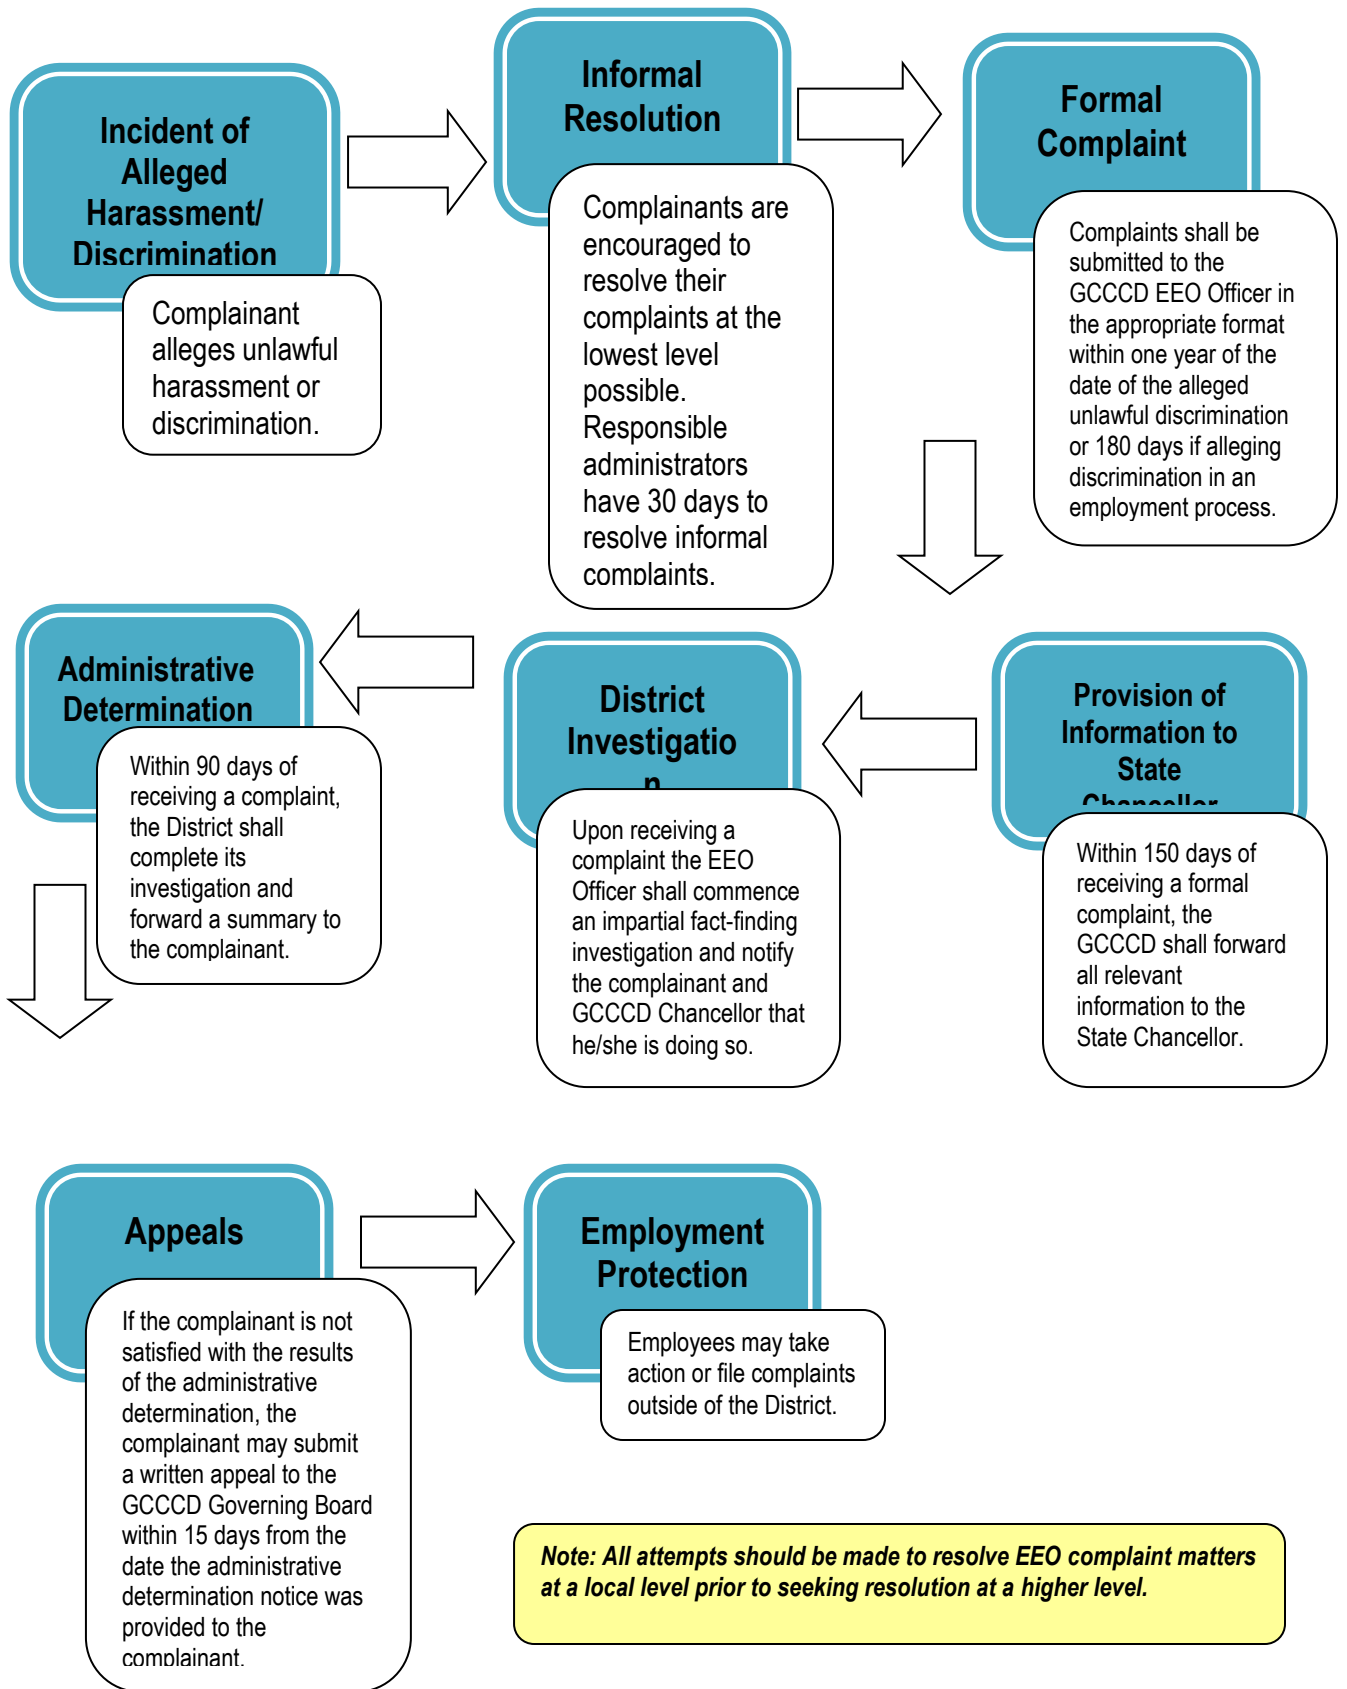 Incident of
Alleged
Harassment/
Discrimination
Complainant
alleges unlawful
harassment or
discrimination.
Informal
Resolution
Complainants are
encouraged to
resolve their
complaints at the
lowest level
possible.
Responsible
administrators
have 30 days to
resolve informal
complaints.
Formal
Complaint
Complaints shall be
submitted to the
GCCCD EEO Officer in
the appropriate format
within one year of the
date of the alleged
unlawful discrimination
or 180 days if alleging
discrimination in an
employment process.
Provision of
Information to
State
Chancellor
Within 150 days of
receiving a formal
complaint, the
GCCCD shall forward
all relevant
information to the
State Chancellor.
District
Investigatio
n
Upon receiving a
complaint the EEO
Officer shall commence
an impartial fact-finding
investigation and notify
the complainant and
GCCCD Chancellor that
he/she is doing so.
Administrative
Determination
Within 90 days of
receiving a complaint,
the District shall
complete its
investigation and
forward a summary to
the complainant.
Appeals
If the complainant is not
satisfied with the results
of the administrative
determination, the
complainant may submit
a written appeal to the
GCCCD Governing Board
within 15 days from the
date the administrative
determination notice was
provided to the
complainant.
Employment
Protection
Employees may take
action or file complaints
outside of the District.
Note: All attempts should be made to resolve EEO complaint matters
at a local level prior to seeking resolution at a higher level.